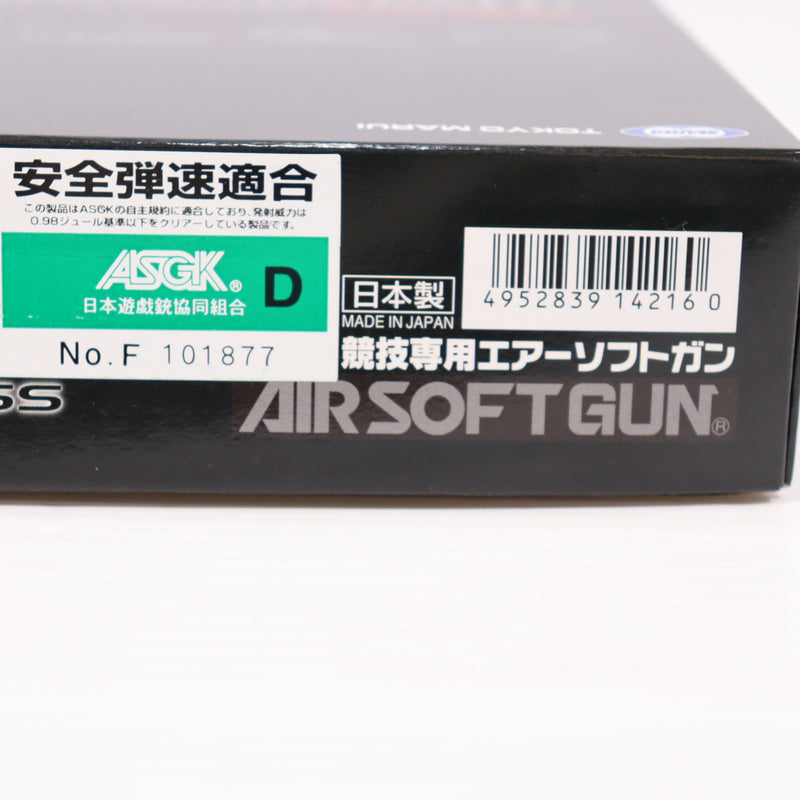 TOKYO MARUI
MARUI
安全弾速適合
この製品はASGKの自主規約に適合しており、発射威力は
0.98ジュール基準以下をクリアーしている製品です。
ASGK® D
日本遊戯銃協同組合
No.F 101877
4952839 142160
日本製
MADE IN JAPAN
競技専用エアーソフトガン
AIRSOFTGUN®